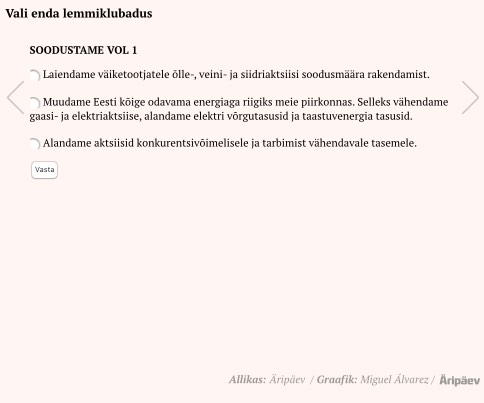 Vali enda lemmiklubadus
SOODUSTAME VOL 1
Laiendame väiketootjatele õlle-, veini- ja siidriaktsiisi soodusmäära rakendamist.
Muudame Eesti kõige odavama energiaga riigiks meie piirkonnas. Selleks vähendame
gaasi- ja elektriaktsiise, alandame elektri võrgutasusid ja taastuvenergia tasusid.
Alandame aktsiisid konkurentsivõimelisele ja tarbimist vähendavale tasemele.
Vasta
Allikas: Äripäev / Graafik: Miguel Álvarez / Äripäev